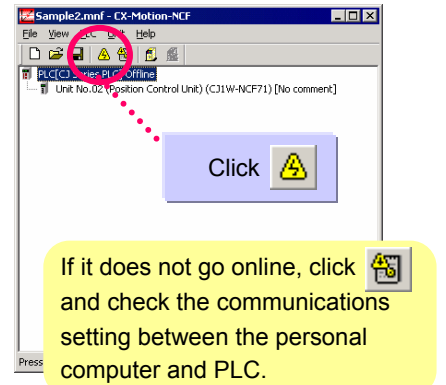 Sample2.mnf - CX-Motion-NCF
File View PLC Unit Help
PLC[CJ Series PLC] Offline
Unit No.02 (Position Control Unit) (CJ1W-NCF71) [No comment]
Click
If it does not go online, click
and check the communications
setting between the personal
Press
computer and PLC.